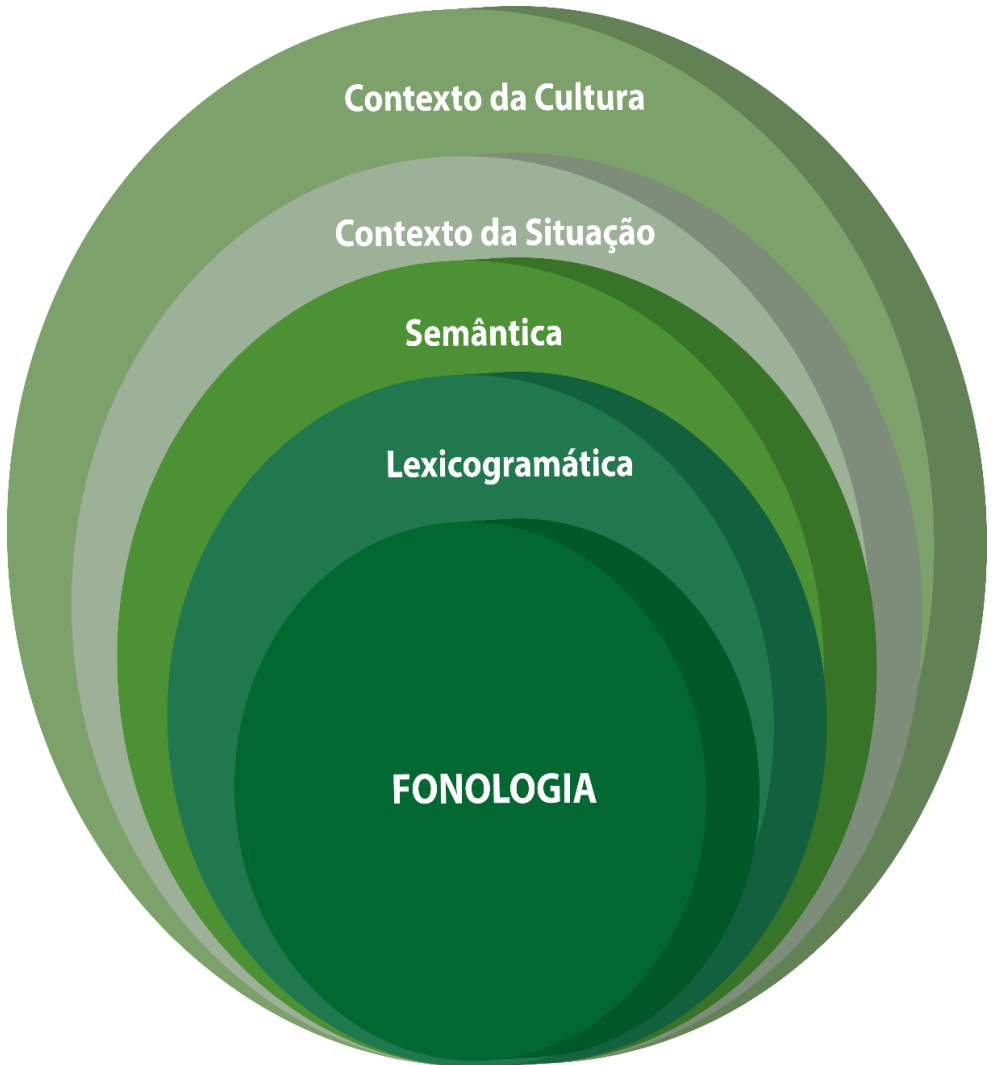 Contexto da Cultura
Contexto da Situação
Semântica
Lexicogramática
FONOLOGIA